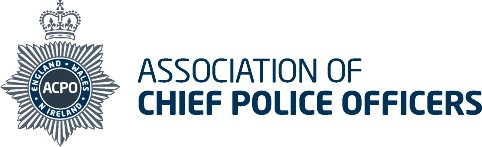 ENGLAND • WALES
ACPO
N IRELAND
ASSOCIATION OF
CHIEF POLICE OFFICERS